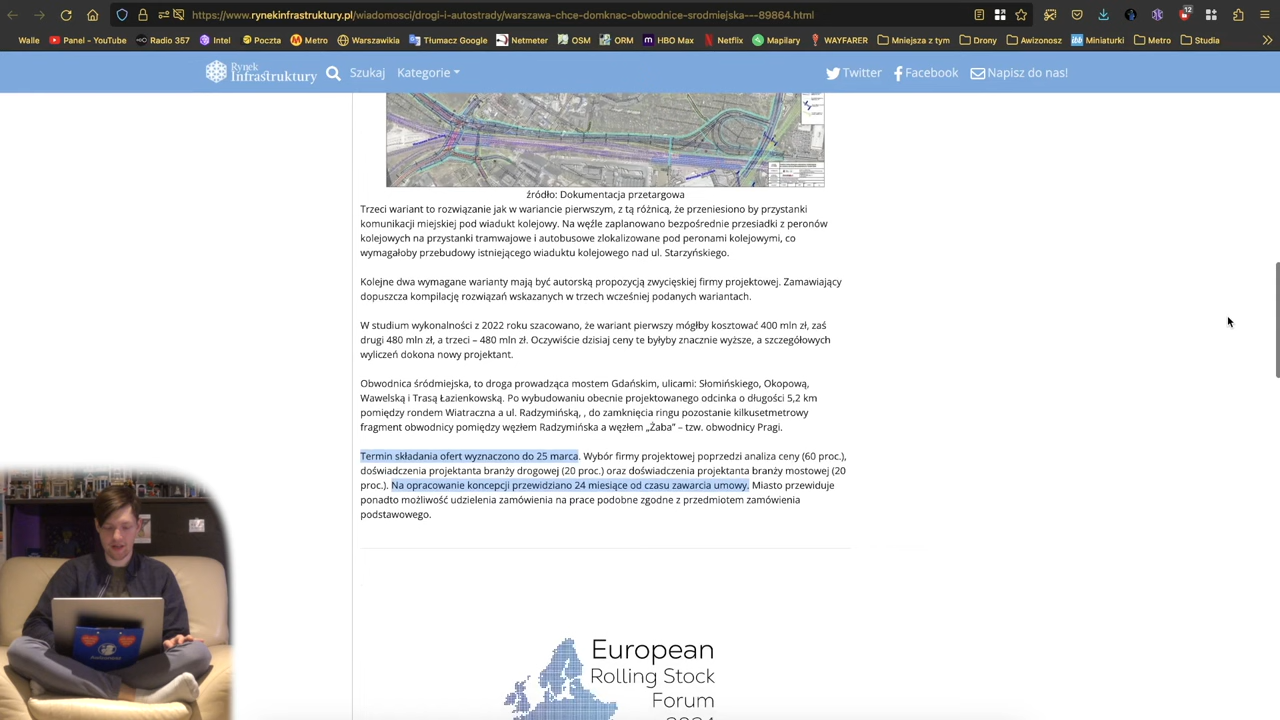 https://www.rynekinfrastruktury.pl/wiadomosci/drogi-i-autostrady/warszawa-chce-domknac-obwodnice-srodmiejska---89864.html
12
Walle Panel - YouTube Radio 357 Intel Poczta Metro Warszawikia Tłumacz Google Netmeter OSM ORM HBO Max Netflix Mapilary WAYFARER Mniejsza z tym Drony Awizonosz Miniaturki Metro Studia
Rynek Infrastruktury Szukaj Kategorie Twitter Facebook Napisz do nas!
źródło: Dokumentacja przetargowa
Trzeci wariant to rozwiązanie jak w wariancie pierwszym, z tą różnicą, że przeniesiono by przystanki
komunikacji miejskiej pod wiadukt kolejowy. Na węźle zaplanowano bezpośrednie przesiadki z peronów
kolejowych na przystanki tramwajowe i autobusowe zlokalizowane pod peronami kolejowymi, co
wymagałoby przebudowy istniejącego wiaduktu kolejowego nad ul. Starzyńskiego.
Kolejne dwa wymagane warianty mają być autorską propozycją zwycięskiej firmy projektowej. Zamawiający
dopuszcza kompilację rozwiązań wskazanych w trzech wcześniej podanych wariantach.
W studium wykonalności z 2022 roku szacowano, że wariant pierwszy mógłby kosztować 400 mln zł, zaś
drugi 480 mln zł, a trzeci – 480 mln zł. Oczywiście dzisiaj ceny te byłyby znacznie wyższe, a szczegółowych
wyliczeń dokona nowy projektant.
Obwodnica śródmiejska, to droga prowadząca mostem Gdańskim, ulicami: Słomińskiego, Okopową,
Wawelską i Trasą Łazienkowską. Po wybudowaniu obecnie projektowanego odcinka o długości 5,2 km
pomiędzy rondem Wiatraczna a ul. Radzymińską, , do zamknięcia ringu pozostanie kilkusetmetrowy
fragment obwodnicy pomiędzy węzłem Radzymińska a węzłem „Żaba” – tzw. obwodnicy Pragi.
Termin składania ofert wyznaczono do 25 marca. Wybór firmy projektowej poprzedzi analiza ceny (60 proc.),
doświadczenia projektanta branży drogowej (20 proc.) oraz doświadczenia projektanta branży mostowej (20
proc.). Na opracowanie koncepcji przewidziano 24 miesiące od czasu zawarcia umowy. Miasto przewiduje
ponadto możliwość udzielenia zamówienia na prace podobne zgodne z przedmiotem zamówienia
podstawowego.
European
Rolling Stock
Forum
2024